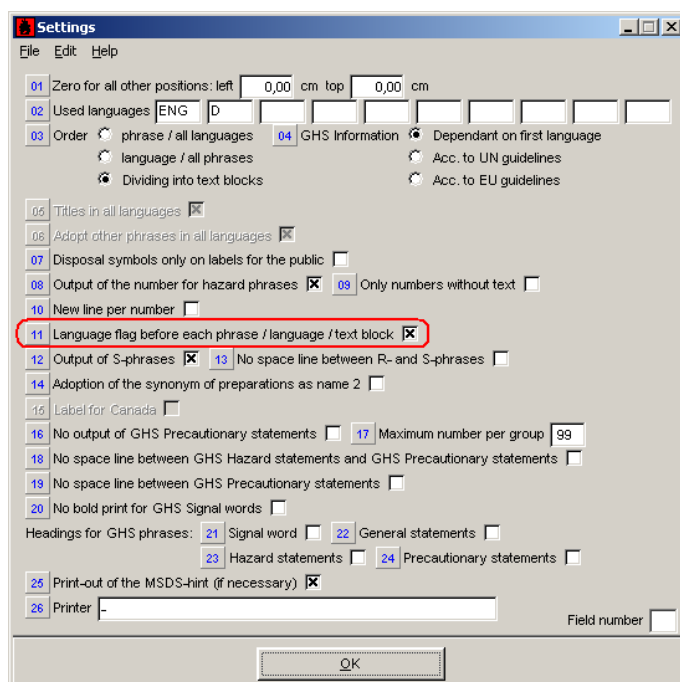 Settings
File Edit Help
01 Zero for all other positions: left 0,00 cm top 0,00 cm
02 Used languages ENG D
03 Order phrase / all languages 04 GHS Information Dependant on first language
language / all phrases Acc. to UN guidelines
Dividing into text blocks Acc. to EU guidelines
05 Titles in all languages
06 Adopt other phrases in all languages
07 Disposal symbols only on labels for the public
08 Output of the number for hazard phrases 09 Only numbers without text
10 New line per number
11 Language flag before each phrase / language / text block
12 Output of S-phrases 13 No space line between R- and S-phrases
14 Adoption of the synonym of preparations as name 2
15 Label for Canada
16 No output of GHS Precautionary statements 17 Maximum number per group 99
18 No space line between GHS Hazard statements and GHS Precautionary statements
19 No space line between GHS Precautionary statements
20 No bold print for GHS Signal words
Headings for GHS phrases: 21 Signal word 22 General statements
23 Hazard statements 24 Precautionary statements
25 Print-out of the MSDS-hint (if necessary)
26 Printer _
Field number
OK